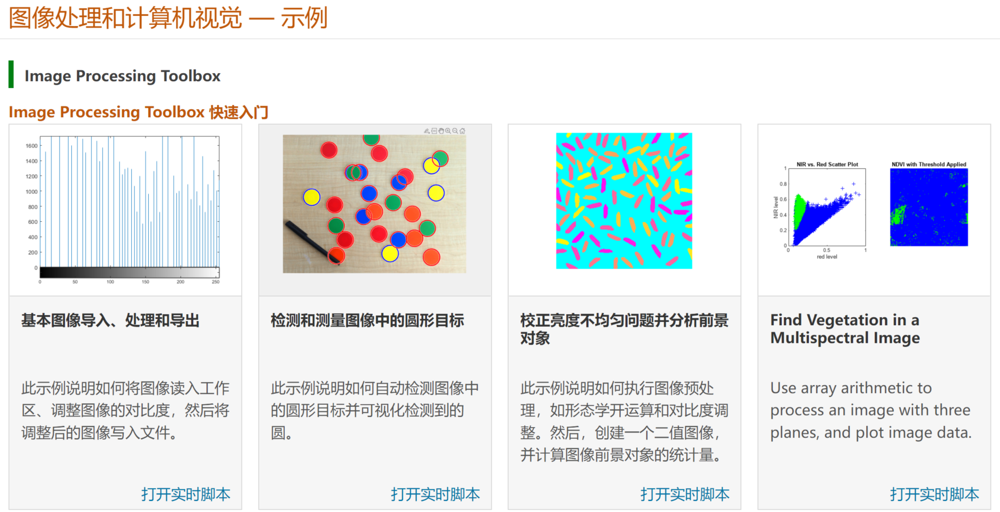 图像处理和计算机视觉 — 示例
Image Processing Toolbox
Image Processing Toolbox 快速入门
1600
1400
1200
1000
800
600
400
200
0
0 50 100 150 200 250
基本图像导入、处理和导出
此示例说明如何将图像读入工作
区、调整图像的对比度，然后将
调整后的图像写入文件。
打开实时脚本
检测和测量图像中的圆形目标
此示例说明如何自动检测图像中
的圆形目标并可视化检测到的
圆。
打开实时脚本
校正亮度不均匀问题并分析前景
对象
此示例说明如何执行图像预处
理，如形态学开运算和对比度调
整。然后，创建一个二值图像，
并计算图像前景对象的统计量。
打开实时脚本
NIR vs. Red Scatter Plot
1
0.8
0.6
0.4
0.2
0
NIR level
0 0.5 1
red level
NDVI with Threshold Applied
Find Vegetation in a
Multispectral Image
Use array arithmetic to
process an image with three
planes, and plot image data.
打开实时脚本